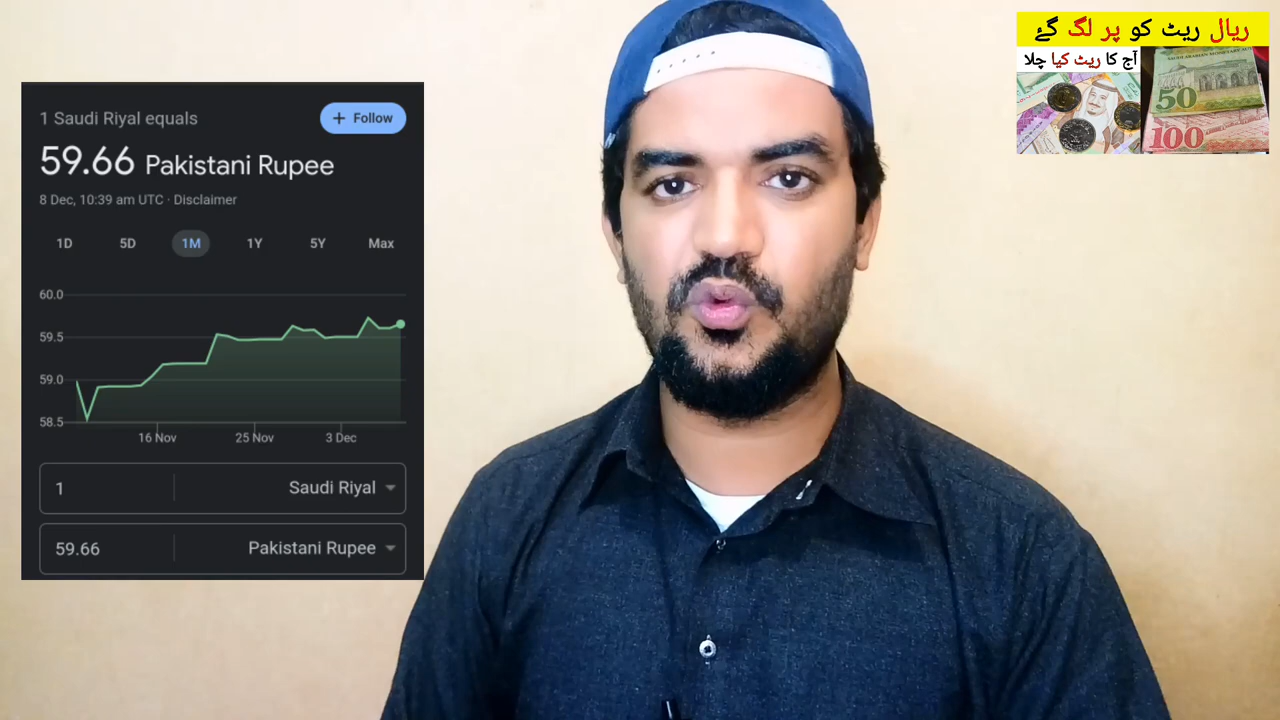 1 Saudi Riyal equals
+ Follow
59.66 Pakistani Rupee
8 Dec, 10:39 am UTC · Disclaimer
1D 5D 1M 1Y 5Y Max
60.0
59.5
59.0
58.5
16 Nov 25 Nov 3 Dec
1 Saudi Riyal
59.66 Pakistani Rupee
ریال ریٹ کو پر لگ گئے
آج کا ریٹ کیا چلا
50
100